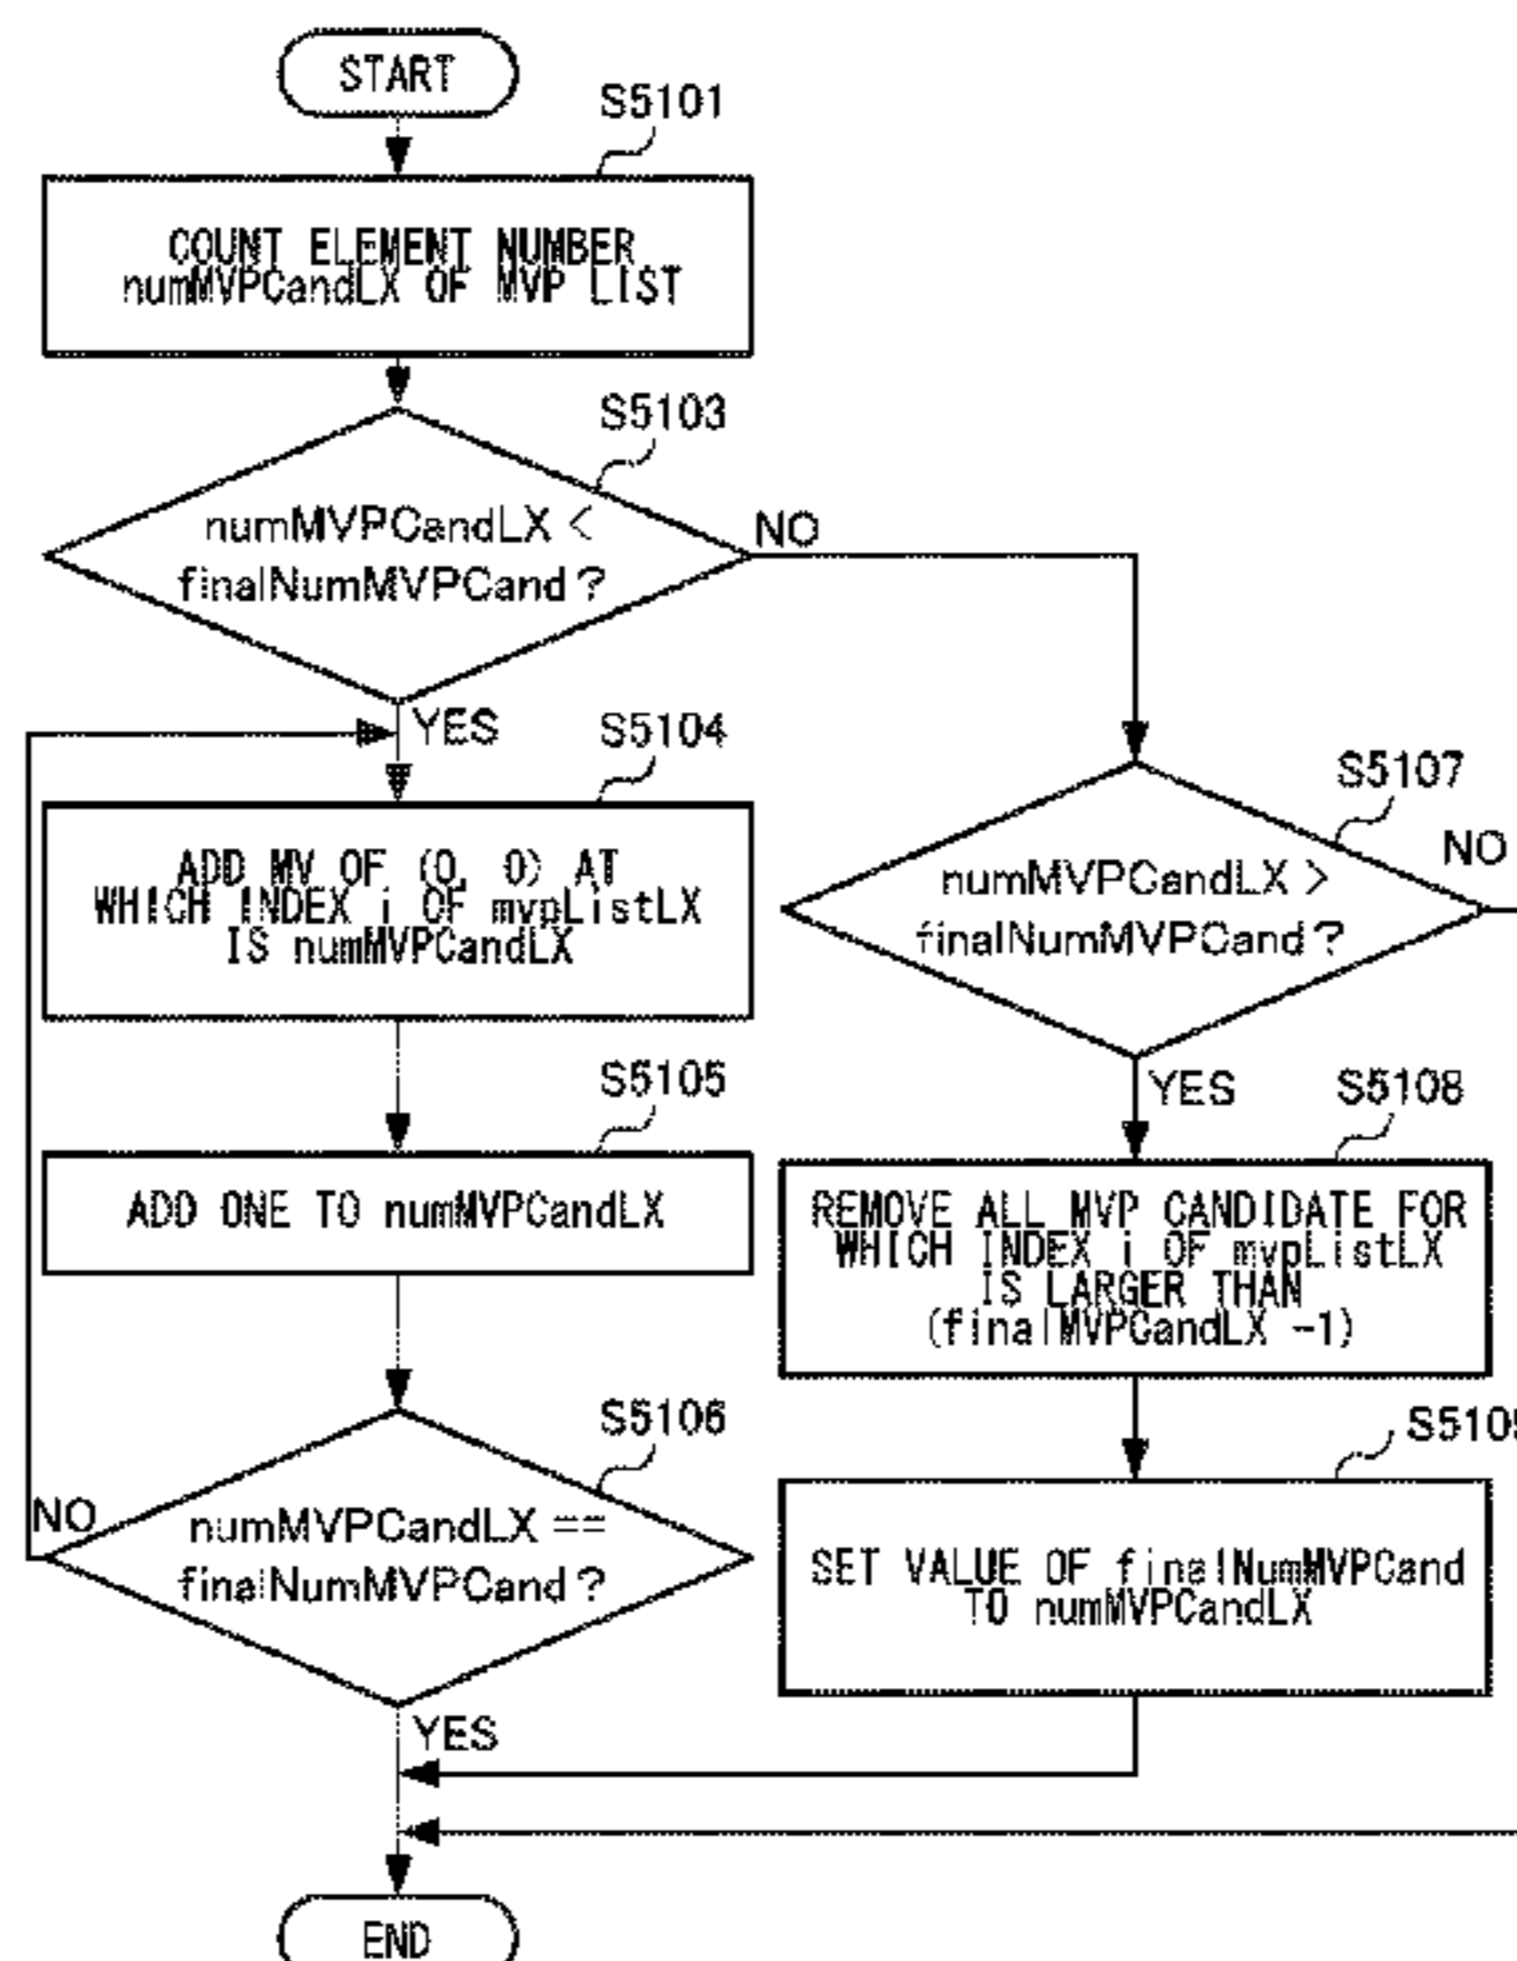 START
S5101
COUNT ELEMENT NUMBER
numMVPCandLX OF MVP LIST
S5103
numMVPCandLX <
finalNumMVPCand ?
NO
YES
S5104
ADD MV OF (0, 0) AT
WHICH INDEX i OF mvpListLX
IS numMVPCandLX
S5105
ADD ONE TO numMVPCandLX
S5106
numMVPCandLX ==
finalNumMVPCand ?
NO
YES
S5107
numMVPCandLX >
finalNumMVPCand ?
NO
YES
S5108
REMOVE ALL MVP CANDIDATE FOR
WHICH INDEX i OF mvpListLX
IS LARGER THAN
(finalMVPCandLX -1)
SET VALUE OF finalNumMVPCand
TO numMVPCandLX
END